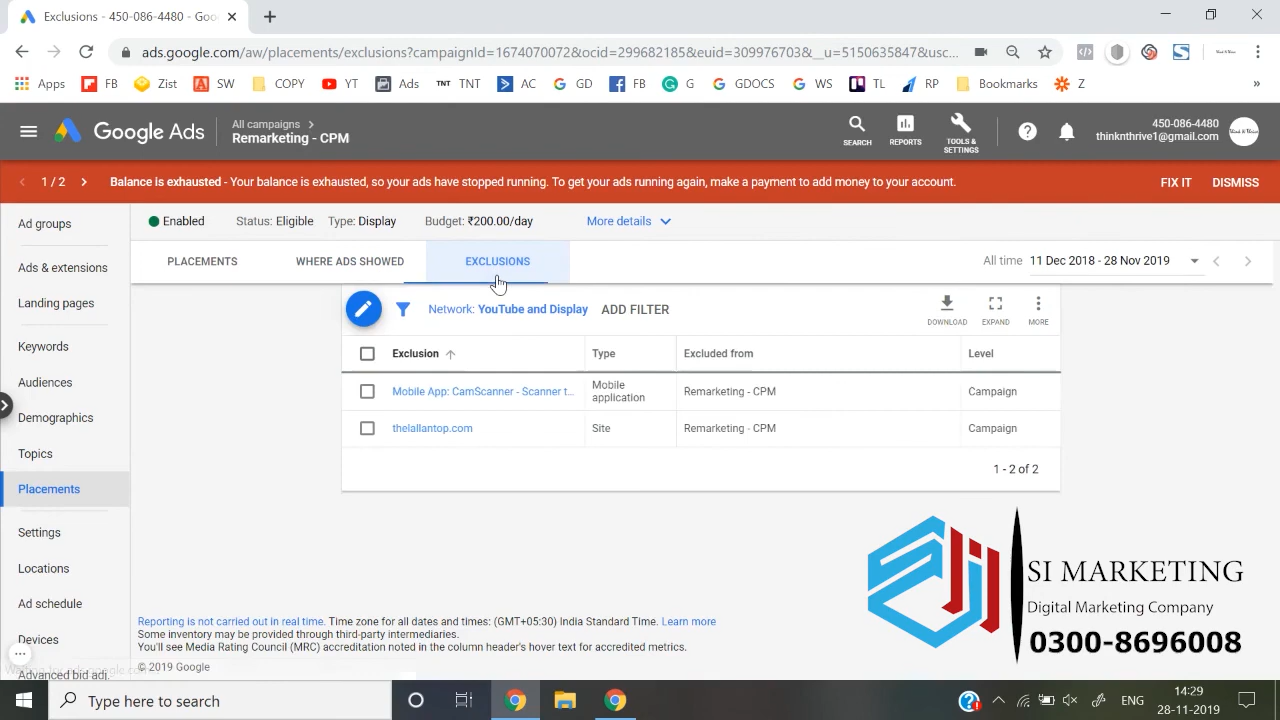 Exclusions - 450-086-4480 - Goo
ads.google.com/aw/placements/exclusions?campaignId=1674070072&ocid=299682185&euid=309976703&__u=5150635847&usc...
Apps FB Zist SW COPY YT Ads TNT TNT AC GD FB G GDOCS WS TL RP Bookmarks Z »
Google Ads
All campaigns >
Remarketing - CPM
SEARCH
REPORTS
TOOLS &
SETTINGS
450-086-4480
thinknthrive1@gmail.com
1 / 2
Balance is exhausted - Your balance is exhausted, so your ads have stopped running. To get your ads running again, make a payment to add money to your account.
FIX IT DISMISS
Enabled Status: Eligible Type: Display Budget: ₹200.00/day More details
PLACEMENTS WHERE ADS SHOWED EXCLUSIONS
All time 11 Dec 2018 - 28 Nov 2019
Ad groups
Ads & extensions
Landing pages
Keywords
Audiences
Demographics
Topics
Placements
Settings
Locations
Ad schedule
Devices
Advanced bid adj.
Network: YouTube and Display ADD FILTER
DOWNLOAD EXPAND MORE
Exclusion Type Excluded from Level
Mobile App: CamScanner - Scanner t... Mobile application Remarketing - CPM Campaign
thelallantop.com Site Remarketing - CPM Campaign
1 - 2 of 2
Reporting is not carried out in real time. Time zone for all dates and times: (GMT+05:30) India Standard Time. Learn more
Some inventory may be provided through third-party intermediaries.
You'll see Media Rating Council (MRC) accreditation noted in the column header's hover text for accredited metrics.
© 2019 Google
SI MARKETING
Digital Marketing Company
0300-8696008
Type here to search
ENG
14:29
28-11-2019